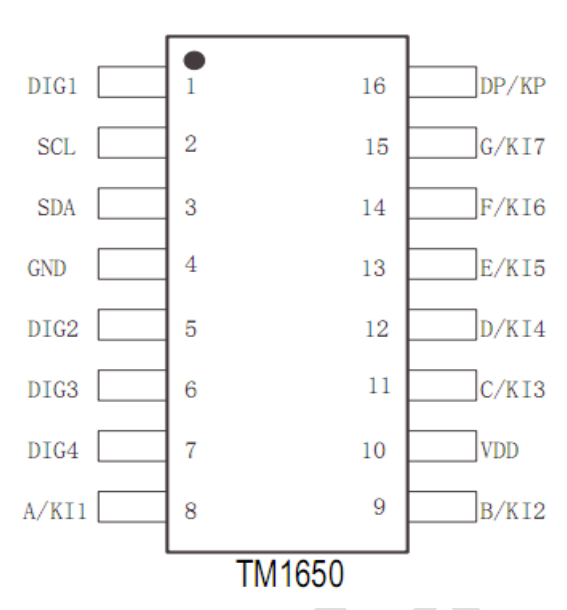 DIG1 1 16 DP/KP
SCL 2 15 G/KI7
SDA 3 14 F/KI6
GND 4 13 E/KI5
DIG2 5 12 D/KI4
DIG3 6 11 C/KI3
DIG4 7 10 VDD
A/KI1 8 9 B/KI2
TM1650